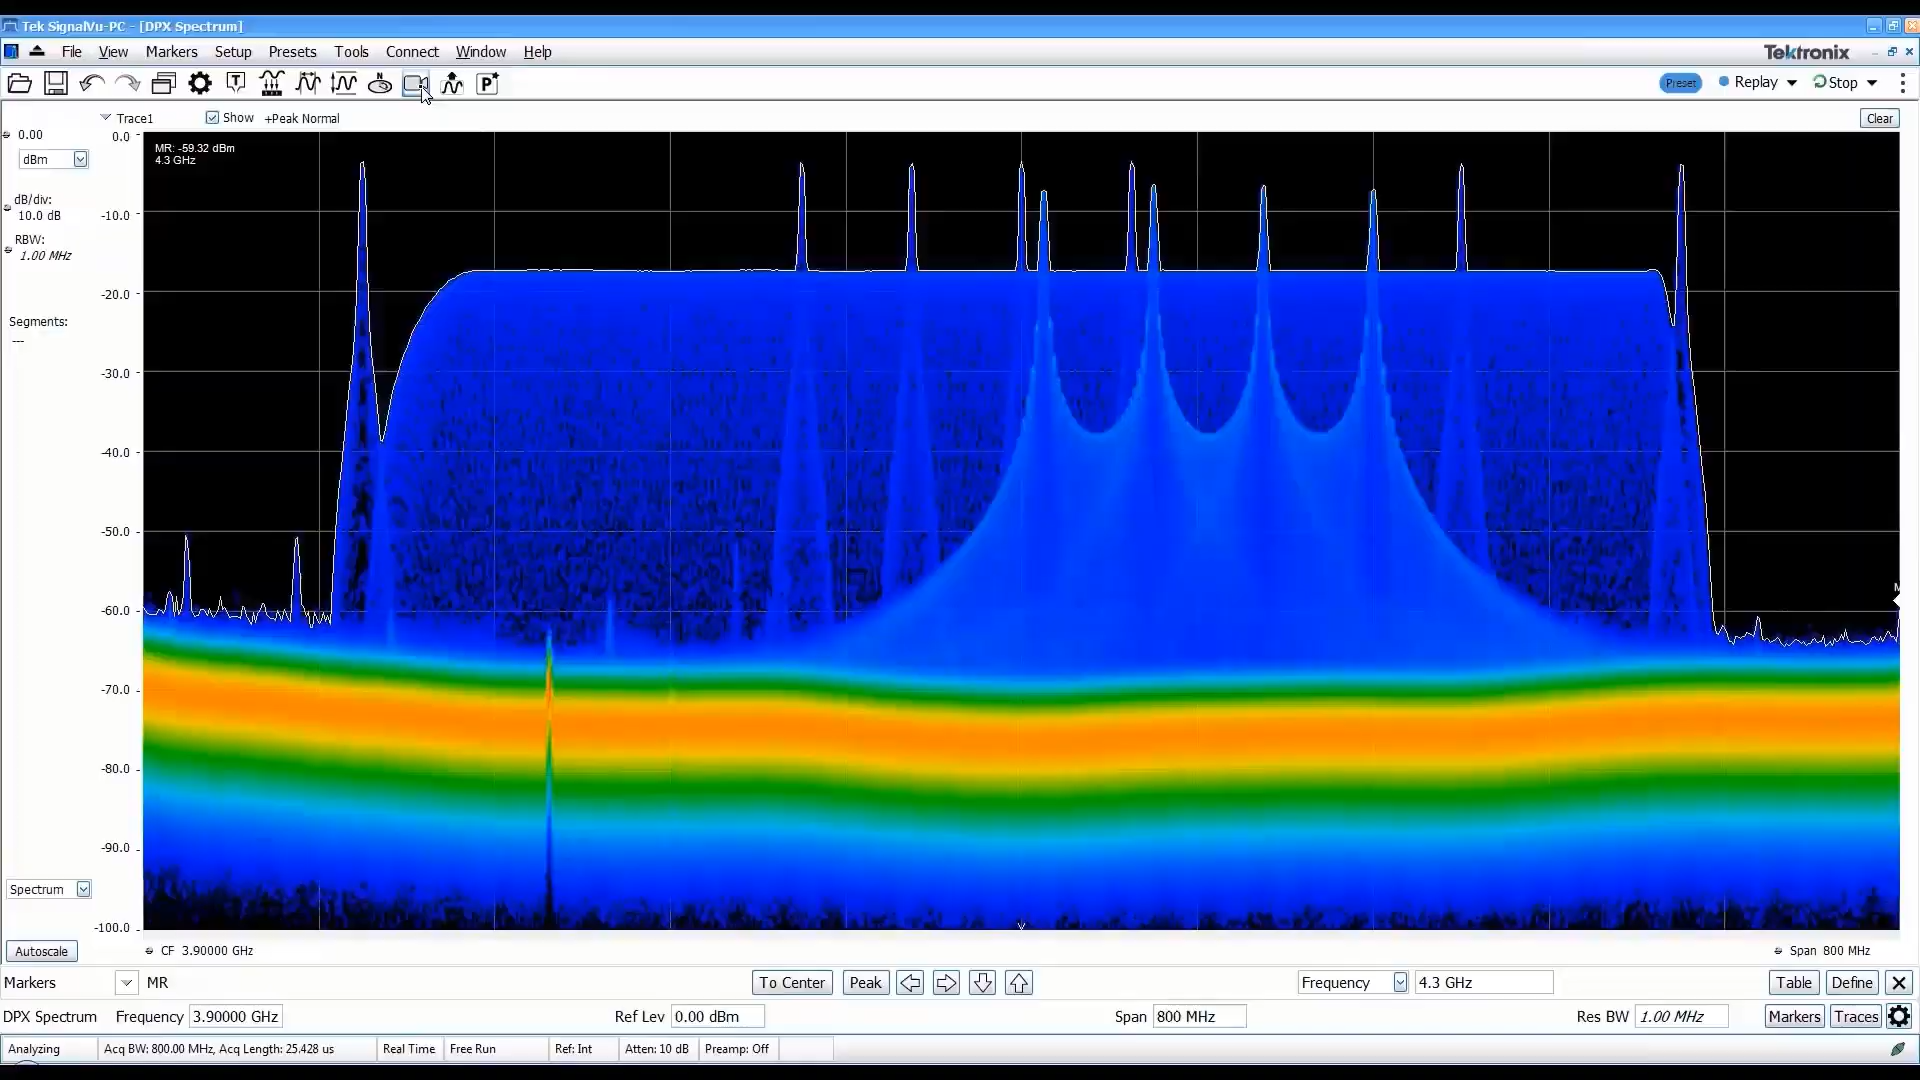 Tek SignalVu-PC - [DPX Spectrum]
File View Markers Setup Presets Tools Connect Window Help
Tektronix
T N P
Preset Replay Stop
Trace1 Show +Peak Normal Clear
0.00
dBm
dB/div:
10.0 dB
RBW:
1.00 MHz
Segments:
---
MR: -59.32 dBm
4.3 GHz
0.0
-10.0
-20.0
-30.0
-40.0
-50.0
-60.0
-70.0
-80.0
-90.0
-100.0
Spectrum
Autoscale
CF 3.90000 GHz
Span 800 MHz
Markers MR To Center Peak Frequency 4.3 GHz Table Define
DPX Spectrum Frequency 3.90000 GHz Ref Lev 0.00 dBm Span 800 MHz Res BW 1.00 MHz Markers Traces
Analyzing Acq BW: 800.00 MHz, Acq Length: 25.428 us Real Time Free Run Ref: Int Atten: 10 dB Preamp: Off